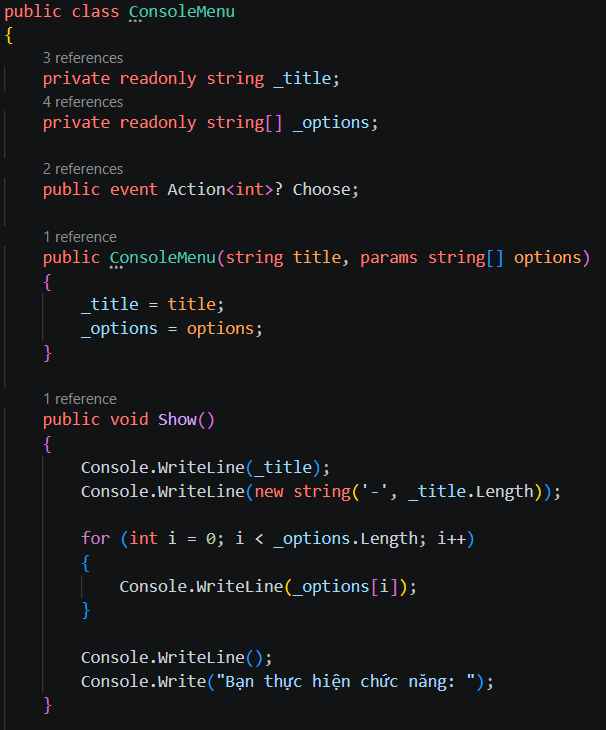 public class ConsoleMenu
{
3 references
private readonly string _title;
4 references
private readonly string[] _options;
2 references
public event Action<int>? Choose;
1 reference
public ConsoleMenu(string title, params string[] options)
{
_title = title;
_options = options;
}
1 reference
public void Show()
{
Console.WriteLine(_title);
Console.WriteLine(new string('-', _title.Length));
for (int i = 0; i < _options.Length; i++)
{
Console.WriteLine(_options[i]);
}
Console.WriteLine();
Console.Write("Bạn thực hiện chức năng: ");
}